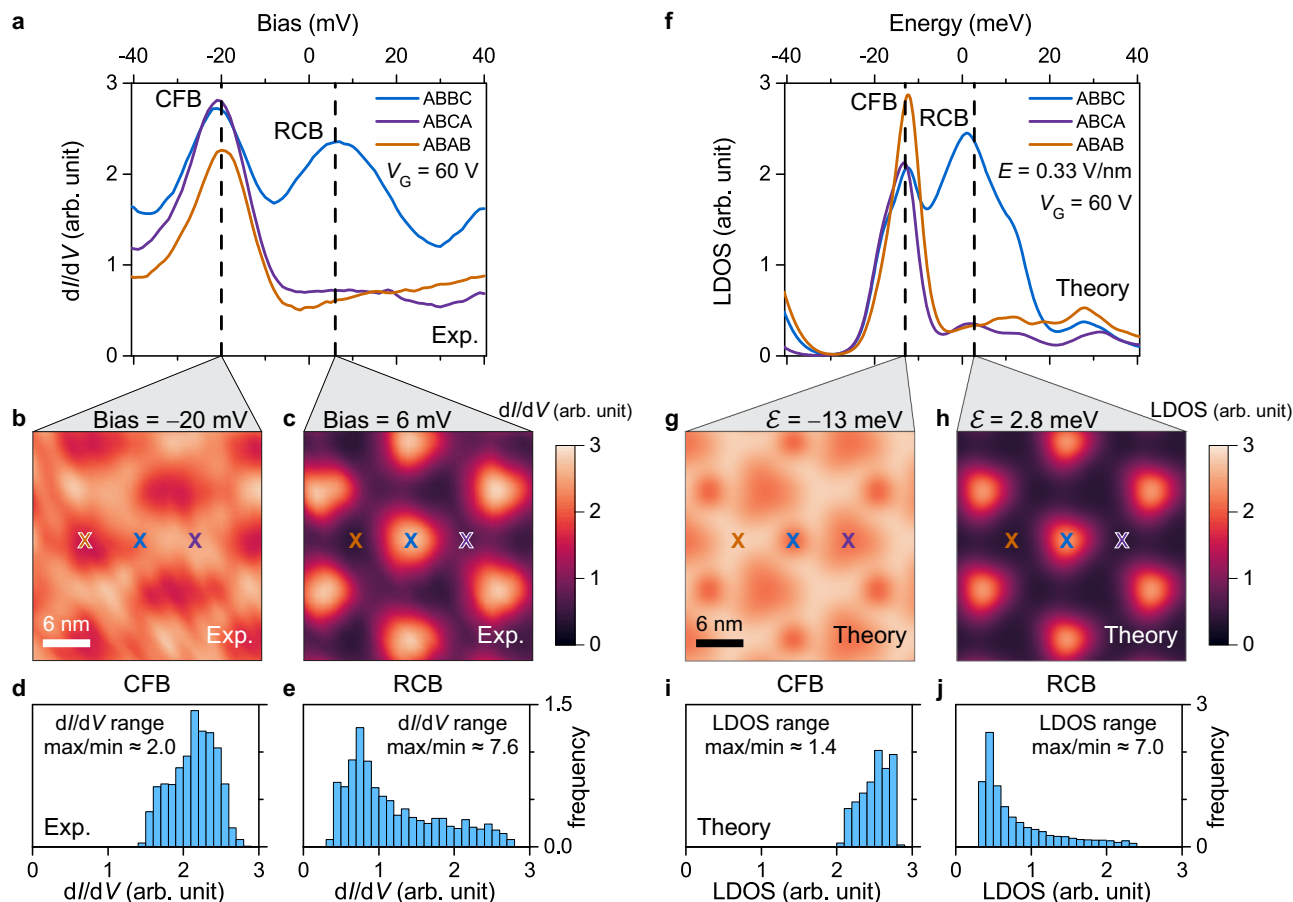 a
Bias (mV)
-40 -20 0 20 40
3
2
1
0
dI/dV (arb. unit)
CFB
RCB
ABBC
ABCA
ABAB
VG = 60 V
Exp.
f
Energy (meV)
-40 -20 0 20 40
3
2
1
0
LDOS (arb. unit)
CFB
RCB
ABBC
ABCA
ABAB
E = 0.33 V/nm
VG = 60 V
Theory
b
Bias = −20 mV
X X X
6 nm
Exp.
c
Bias = 6 mV
X X X
Exp.
dI/dV (arb. unit)
3
2
1
0
g
ℰ = −13 meV
X X X
6 nm
Theory
h
ℰ = 2.8 meV
X X X
Theory
LDOS (arb. unit)
3
2
1
0
d
CFB
dI/dV range
max/min ≈ 2.0
Exp.
0 1 2 3
dI/dV (arb. unit)
e
RCB
dI/dV range
max/min ≈ 7.6
1.5
0.0
frequency
0 1 2 3
dI/dV (arb. unit)
i
CFB
LDOS range
max/min ≈ 1.4
Theory
0 1 2 3
LDOS (arb. unit)
j
RCB
LDOS range
max/min ≈ 7.0
3
0
frequency
0 1 2 3
LDOS (arb. unit)